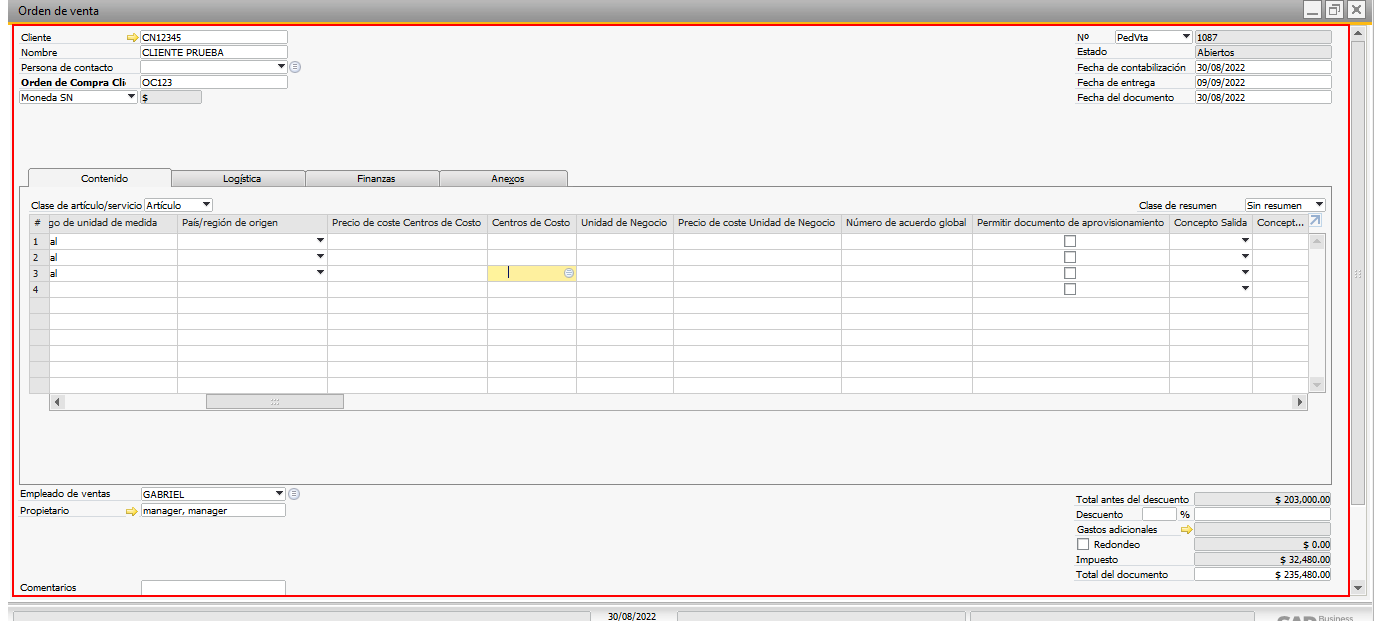 Orden de venta
Cliente CN12345
Nombre CLIENTE PRUEBA
Persona de contacto
Orden de Compra Cli OC123
Moneda SN $
Nº PedVta 1087
Estado Abiertos
Fecha de contabilización 30/08/2022
Fecha de entrega 09/09/2022
Fecha del documento 30/08/2022
Contenido Logística Finanzas Anexos
Clase de artículo/servicio Artículo
Clase de resumen Sin resumen
# go de unidad de medida País/región de origen Precio de coste Centros de Costo Centros de Costo Unidad de Negocio Precio de coste Unidad de Negocio Número de acuerdo global Permitir documento de aprovisionamiento Concepto Salida Concept...
1 al
2 al
3 al
4
Empleado de ventas GABRIEL
Propietario manager, manager
Total antes del descuento $ 203,000.00
Descuento %
Gastos adicionales
Redondeo $ 0.00
Impuesto $ 32,480.00
Total del documento $ 235,480.00
Comentarios
30/08/2022
SAP Business